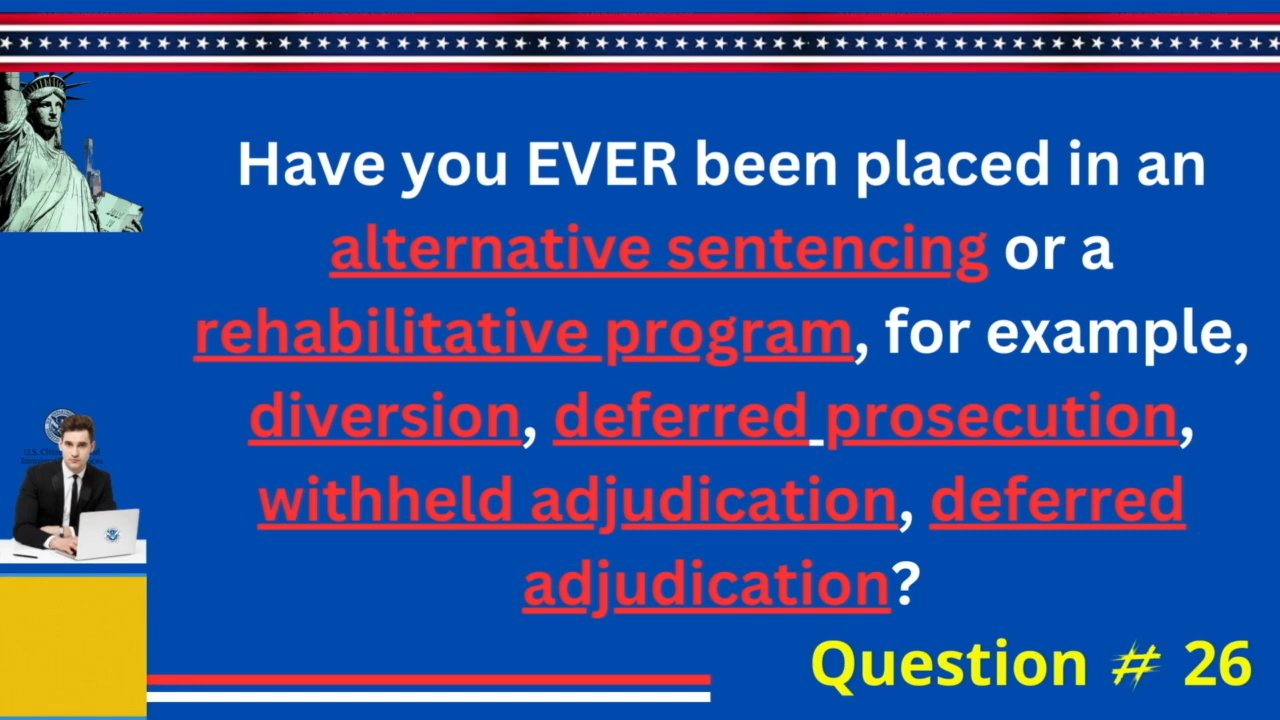 Have you EVER been placed in an
alternative sentencing or a
rehabilitative program, for example,
diversion, deferred prosecution,
withheld adjudication, deferred
adjudication?
Question # 26